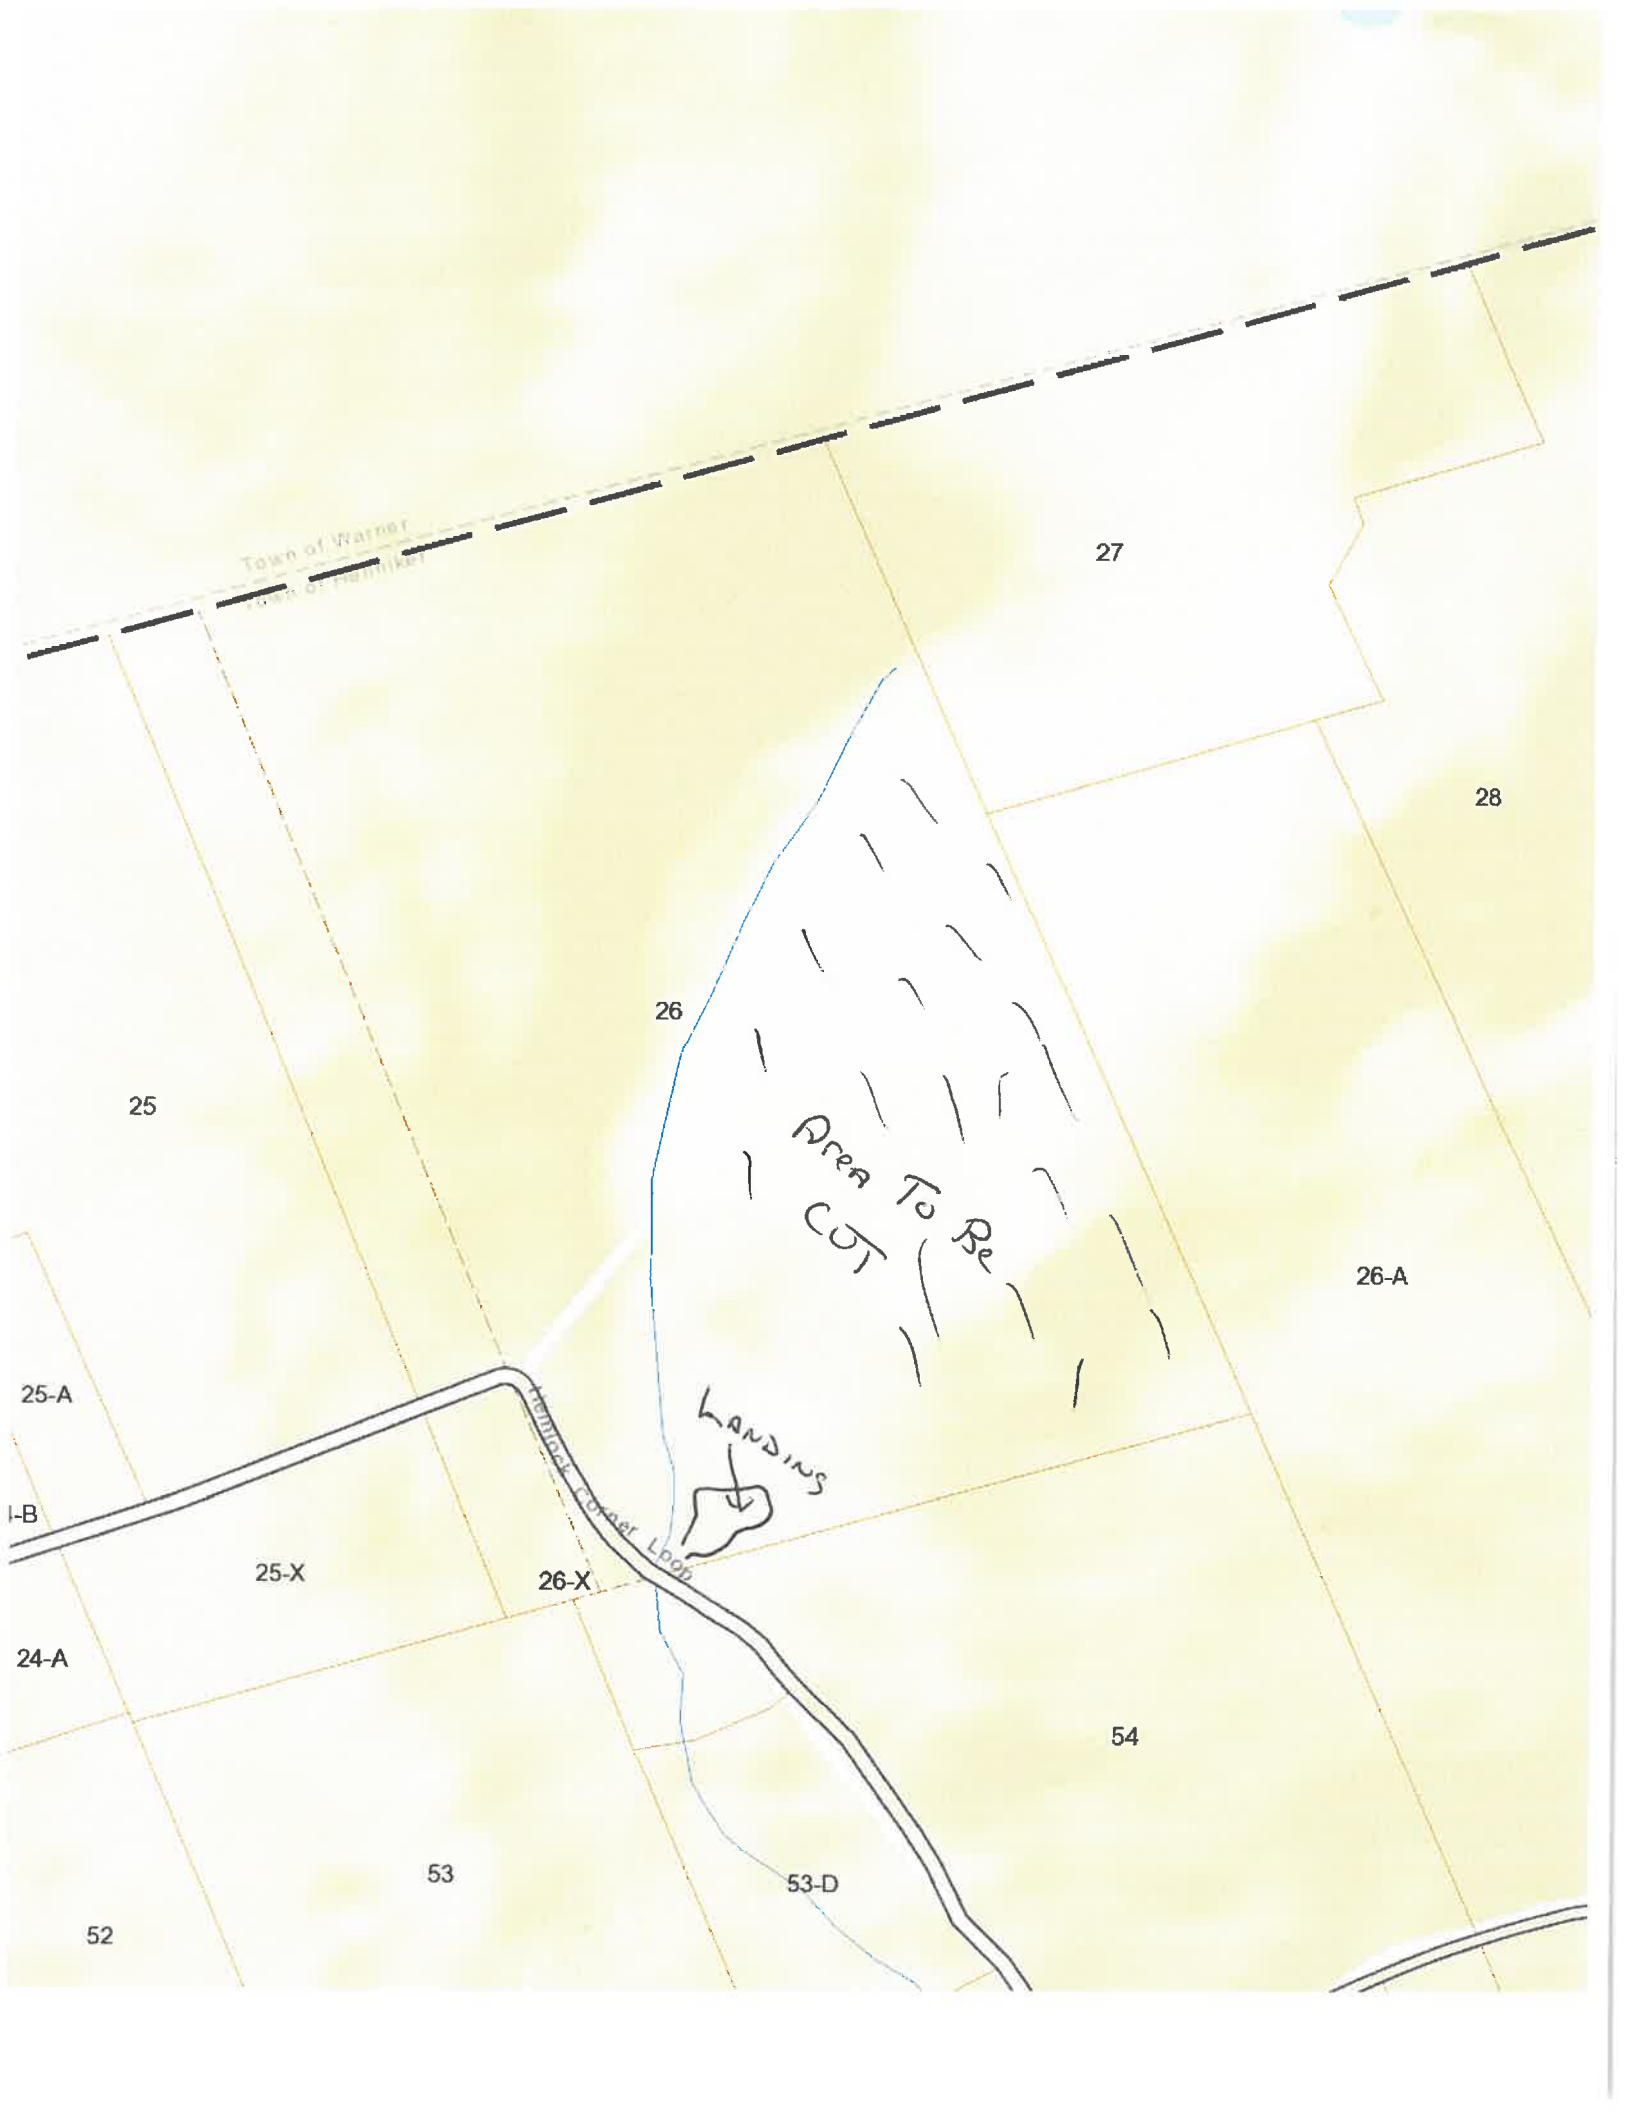 Town of Warner
Town of Henniker
27
28
26
25
Area To Be
CUT
26-A
25-A
LANDING
Hemlock Corner Loop
-B
25-X
26-X
24-A
54
53
53-D
52